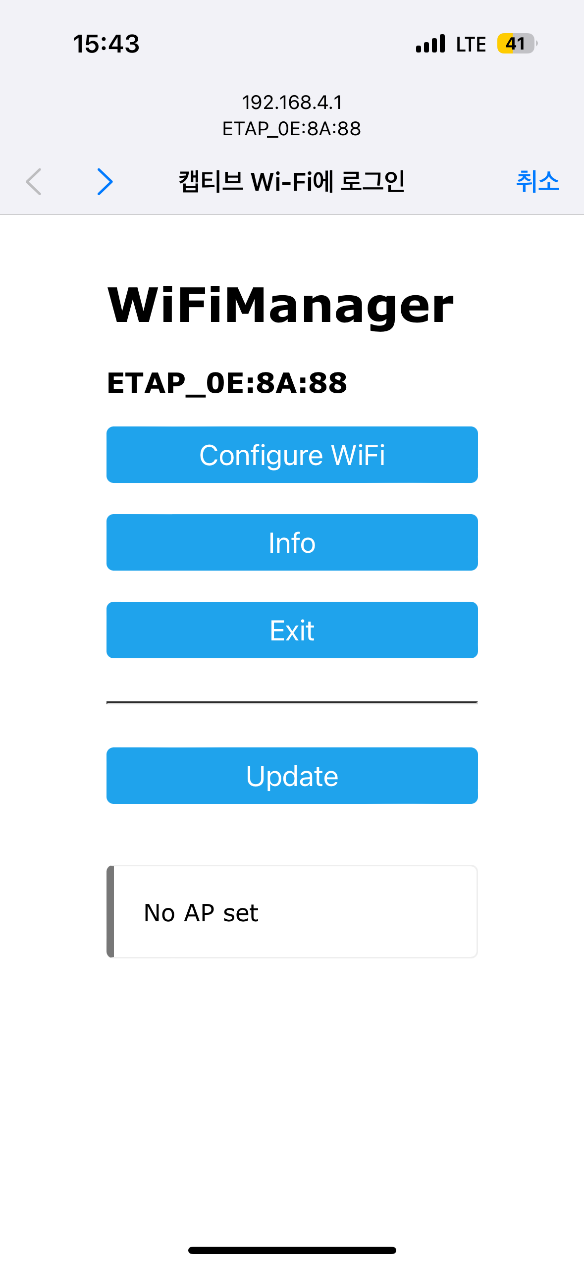 15:43
LTE
41
192.168.4.1
ETAP_0E:8A:88
캡티브 Wi-Fi에 로그인
취소
WiFiManager
ETAP_0E:8A:88
Configure WiFi
Info
Exit
Update
No AP set